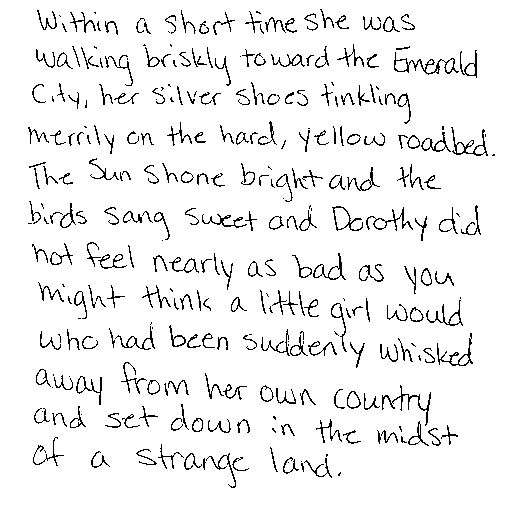 Within a short time she was
walking briskly toward the Emerald
City, her silver shoes tinkling
merrily on the hard, yellow roadbed.
The Sun Shone bright and the
birds sang sweet and Dorothy did
not feel nearly as bad as you
might think a little girl would
who had been suddenly whisked
away from her own country
and set down in the midst
of a strange land.